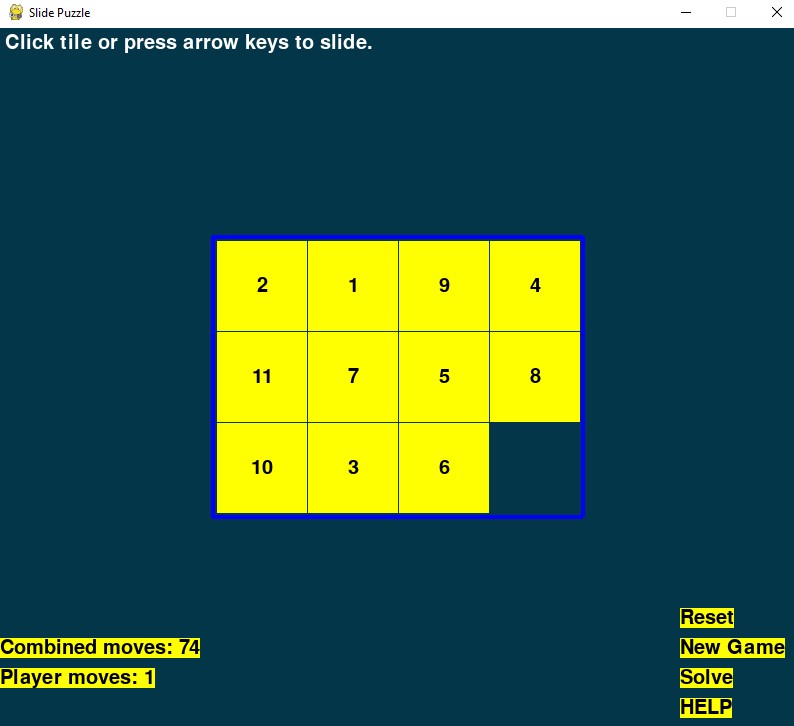 Slide Puzzle
Click tile or press arrow keys to slide.
2 1 9 4
11 7 5 8
10 3 6
Combined moves: 74
Player moves: 1
Reset
New Game
Solve
HELP